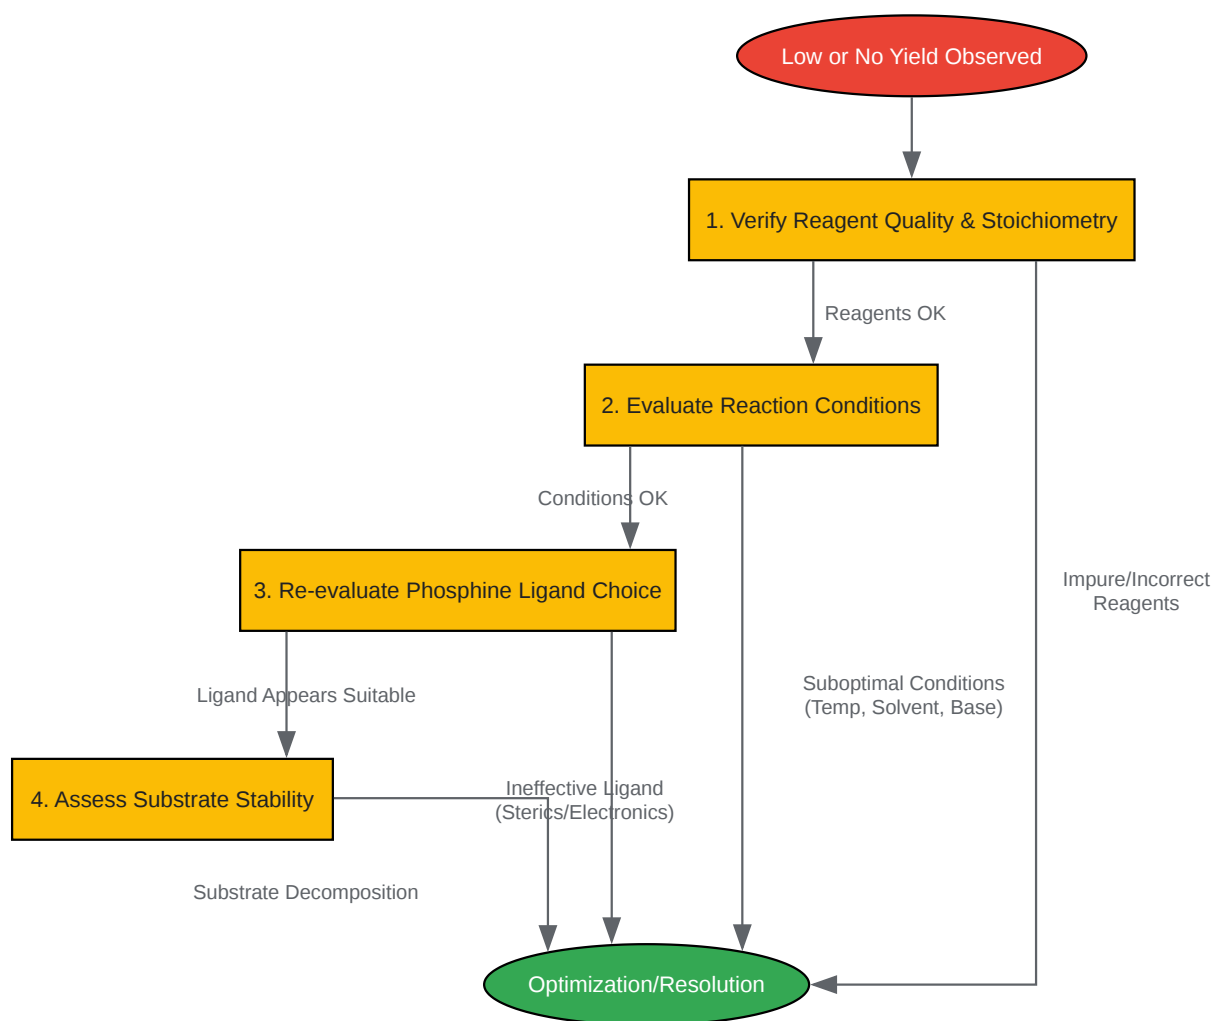 Low or No Yield Observed
1. Verify Reagent Quality & Stoichiometry
Reagents OK
2. Evaluate Reaction Conditions
Conditions OK
3. Re-evaluate Phosphine Ligand Choice
Impure/Incorrect
Reagents
Ligand Appears Suitable
Suboptimal Conditions
(Temp, Solvent, Base)
4. Assess Substrate Stability
Ineffective Ligand
(Sterics/Electronics)
Substrate Decomposition
Optimization/Resolution